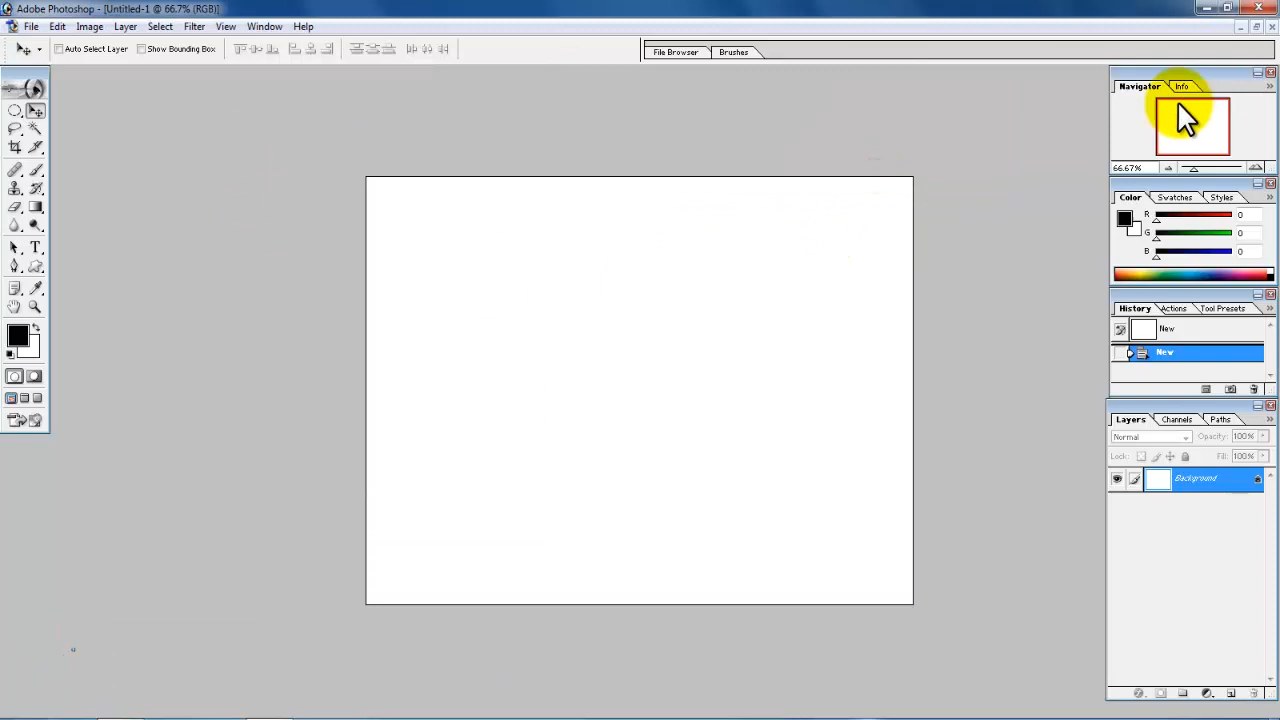 Adobe Photoshop - [Untitled-1 @ 66.7% (RGB)]
File Edit Image Layer Select Filter View Window Help
Auto Select Layer Show Bounding Box
File Browser Brushes
Navigator Info
66.67%
Color Swatches Styles
R 0
G 0
B 0
History Actions Tool Presets
New
New
Layers Channels Paths
Normal Opacity: 100%
Lock: Fill: 100%
Background